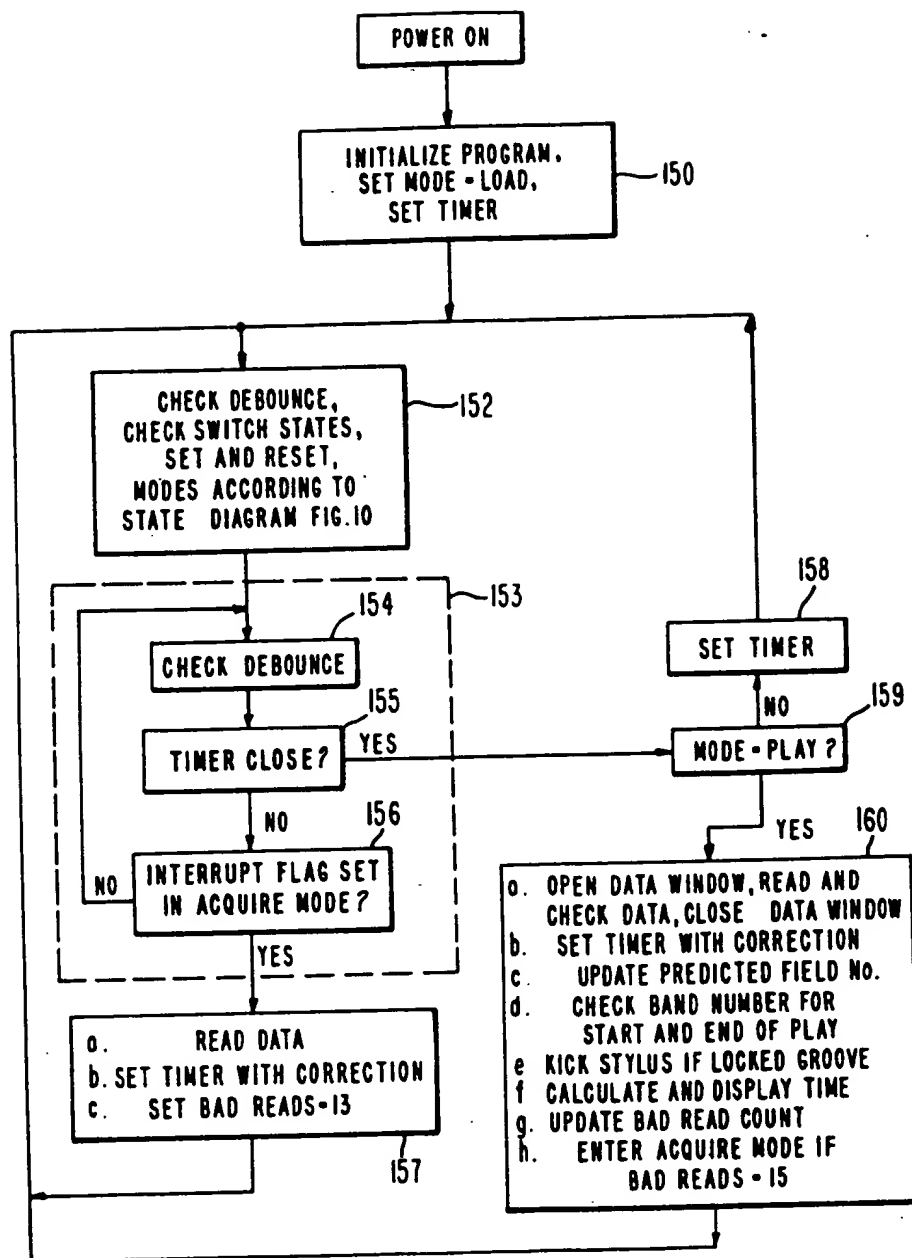 POWER ON
INITIALIZE PROGRAM,
SET MODE = LOAD,
SET TIMER
150
CHECK DEBOUNCE,
CHECK SWITCH STATES,
SET AND RESET,
MODES ACCORDING TO
STATE DIAGRAM FIG.10
152
153
154
CHECK DEBOUNCE
155
TIMER CLOSE?
YES
NO
156
INTERRUPT FLAG SET
IN ACQUIRE MODE?
NO
YES
a. READ DATA
b. SET TIMER WITH CORRECTION
c. SET BAD READS=13
157
158
SET TIMER
NO
159
MODE = PLAY?
YES
160
a. OPEN DATA WINDOW, READ AND
CHECK DATA, CLOSE DATA WINDOW
b. SET TIMER WITH CORRECTION
c. UPDATE PREDICTED FIELD No.
d. CHECK BAND NUMBER FOR
START AND END OF PLAY
e KICK STYLUS IF LOCKED GROOVE
f CALCULATE AND DISPLAY TIME
g. UPDATE BAD READ COUNT
h. ENTER ACQUIRE MODE IF
BAD READS = 15